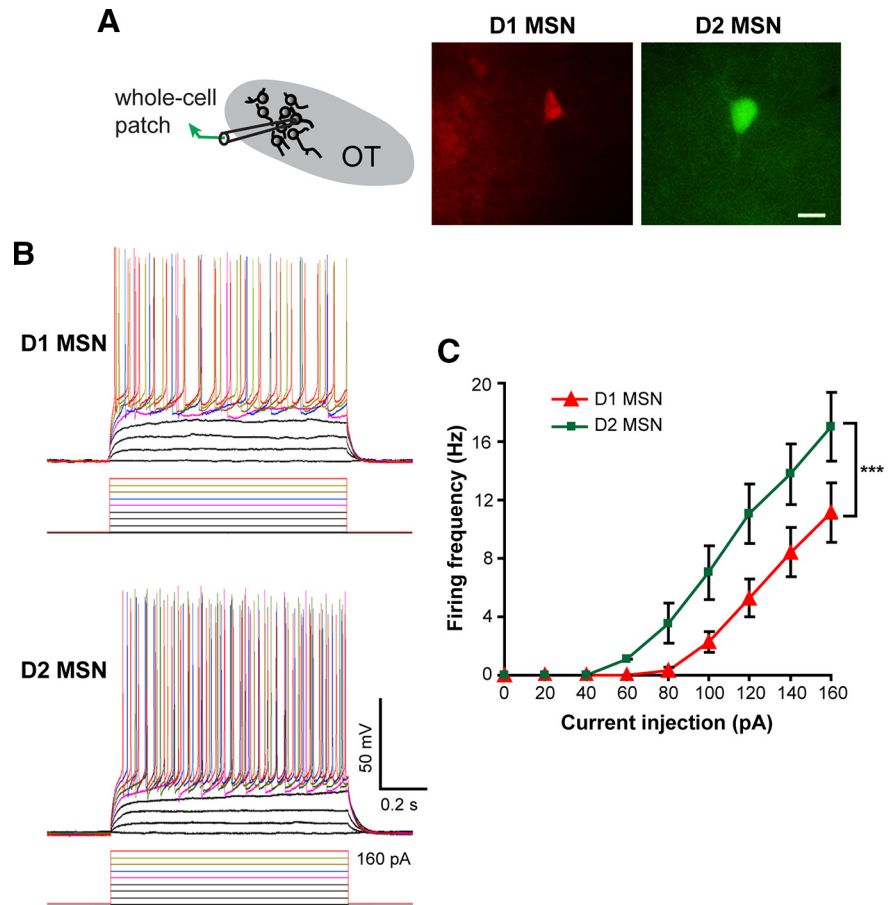 A
whole-cell
patch
OT
D1 MSN
D2 MSN
B
D1 MSN
D2 MSN
50 mV
0.2 s
160 pA
C
Firing frequency (Hz)
20
16
12
8
4
0
D1 MSN
D2 MSN
***
0 20 40 60 80 100 120 140 160
Current injection (pA)